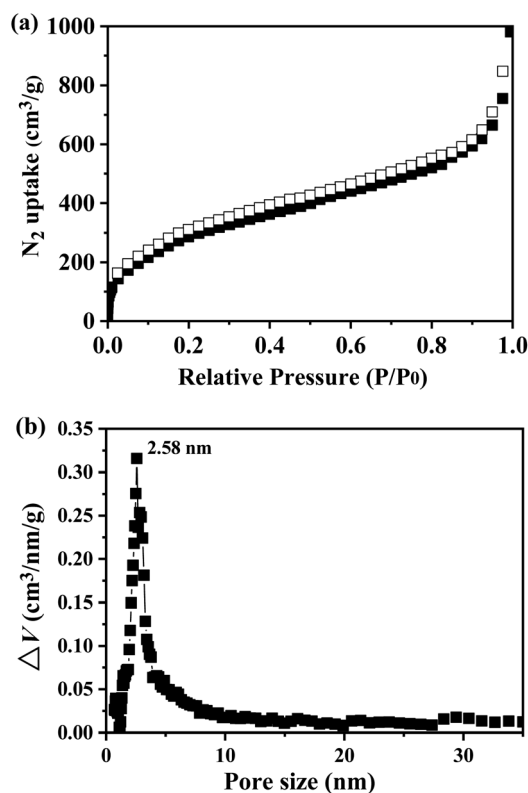 (a)
1000
800
600
400
200
0
N₂ uptake (cm³/g)
0.0 0.2 0.4 0.6 0.8 1.0
Relative Pressure (P/P0)
(b)
2.58 nm
0.35
0.30
0.25
0.20
0.15
0.10
0.05
0.00
△V (cm³/nm/g)
0 10 20 30
Pore size (nm)